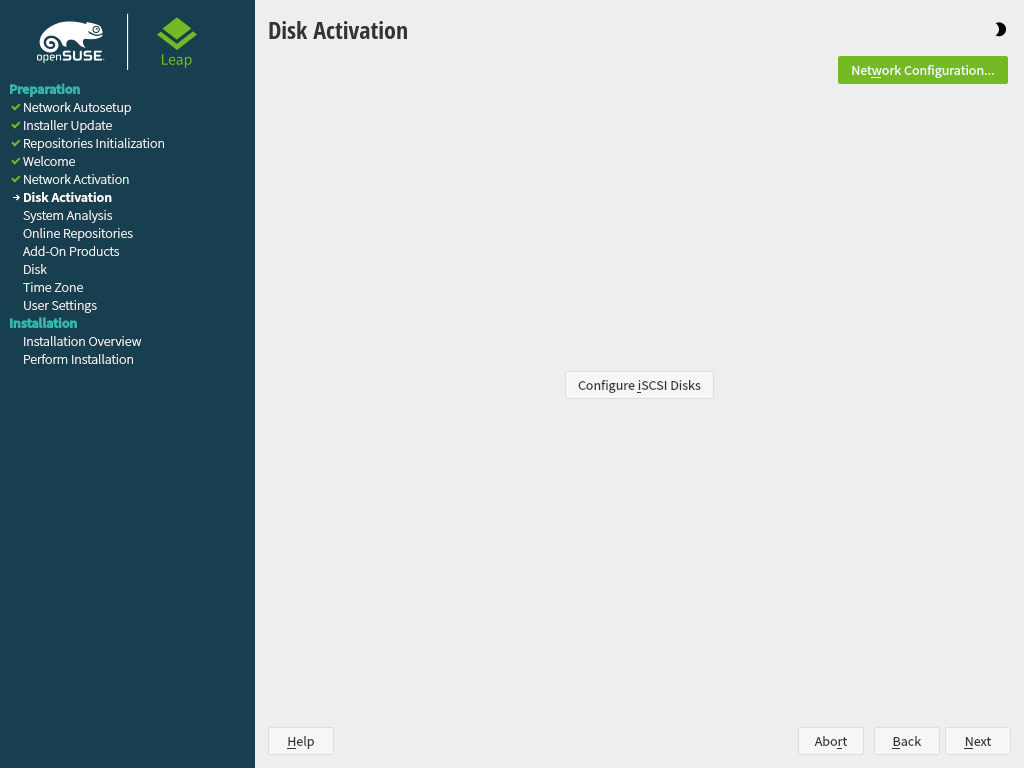 openSUSE
Leap
Preparation
Network Autosetup
Installer Update
Repositories Initialization
Welcome
Network Activation
Disk Activation
System Analysis
Online Repositories
Add-On Products
Disk
Time Zone
User Settings
Installation
Installation Overview
Perform Installation
Disk Activation
Network Configuration...
Configure iSCSI Disks
Help
Abort
Back
Next